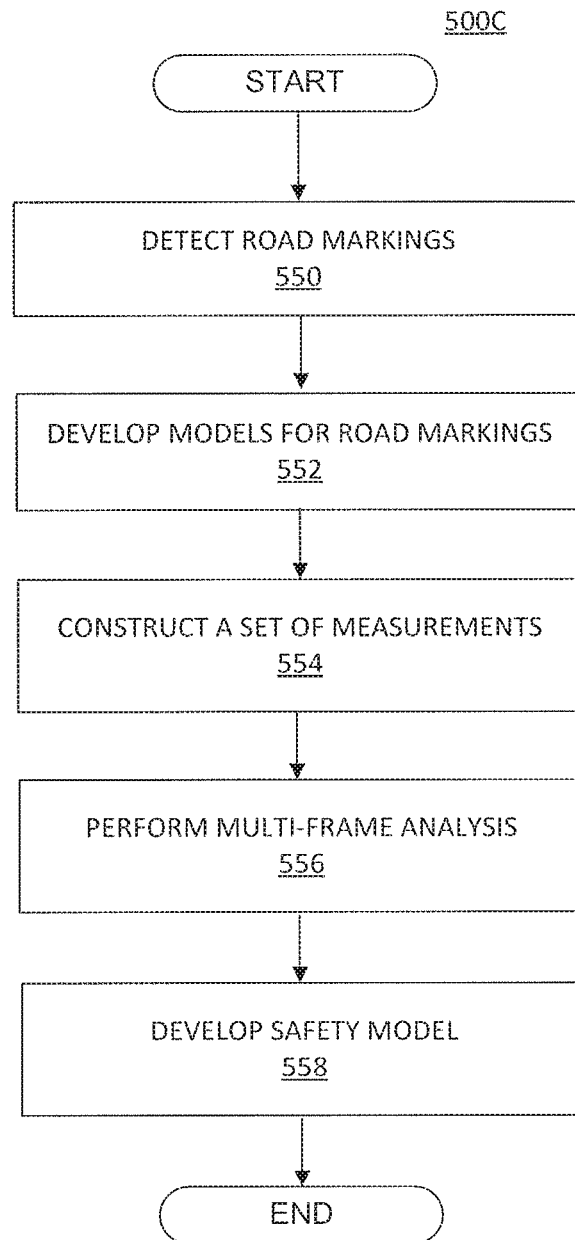 500C
START
DETECT ROAD MARKINGS
550
DEVELOP MODELS FOR ROAD MARKINGS
552
CONSTRUCT A SET OF MEASUREMENTS
554
PERFORM MULTI-FRAME ANALYSIS
556
DEVELOP SAFETY MODEL
558
END